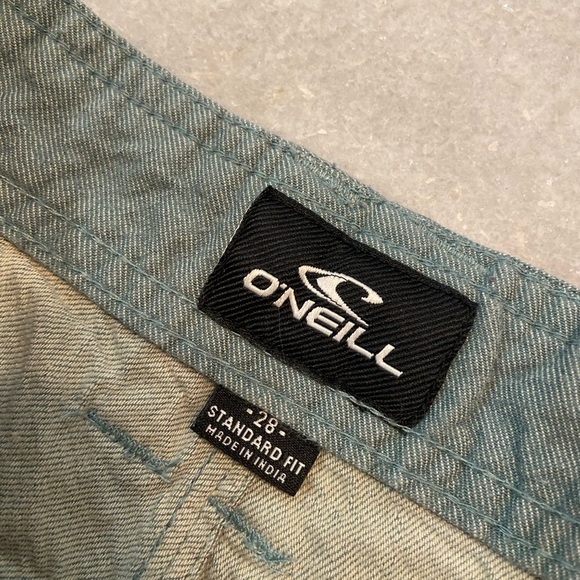 O'NEILL
-28-
STANDARD FIT
MADE IN INDIA